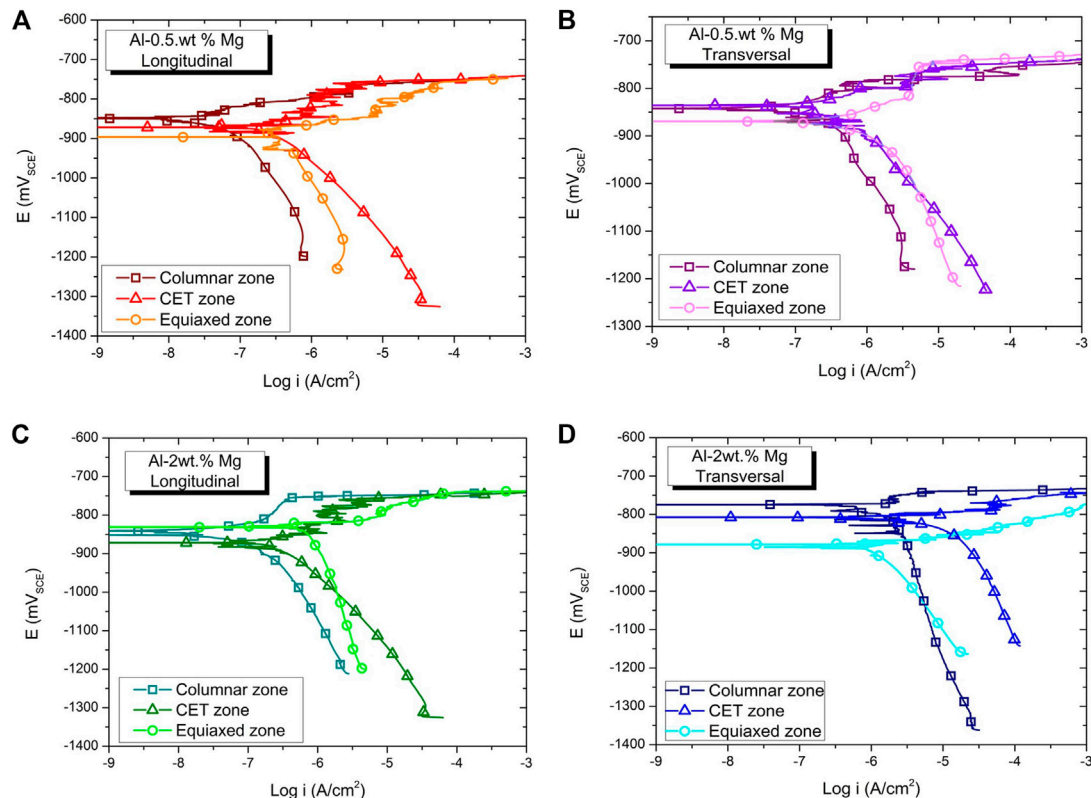 A
Al-0.5.wt % Mg
Longitudinal
E (mVSCE)
-700
-750
-800
-900
-1000
-1100
-1200
-1300
-1400
Columnar zone
CET zone
Equiaxed zone
-9 -8 -7 -6 -5 -4 -3
Log i (A/cm²)
B
Al-0.5.wt % Mg
Transversal
E (mVSCE)
-700
-800
-900
-1000
-1100
-1200
-1300
Columnar zone
CET zone
Equiaxed zone
-9 -8 -7 -6 -5 -4 -3
Log i (A/cm²)
C
Al-2wt.% Mg
Longitudinal
E (mVSCE)
-600
-700
-800
-900
-1000
-1100
-1200
-1300
-1400
Columnar zone
CET zone
Equiaxed zone
-9 -8 -7 -6 -5 -4 -3
Log i (A/cm²)
D
Al-2wt.% Mg
Transversal
E (mVSCE)
-600
-700
-800
-900
-1000
-1100
-1200
-1300
-1400
Columnar zone
CET zone
Equiaxed zone
-9 -8 -7 -6 -5 -4 -3
Log i (A/cm²)